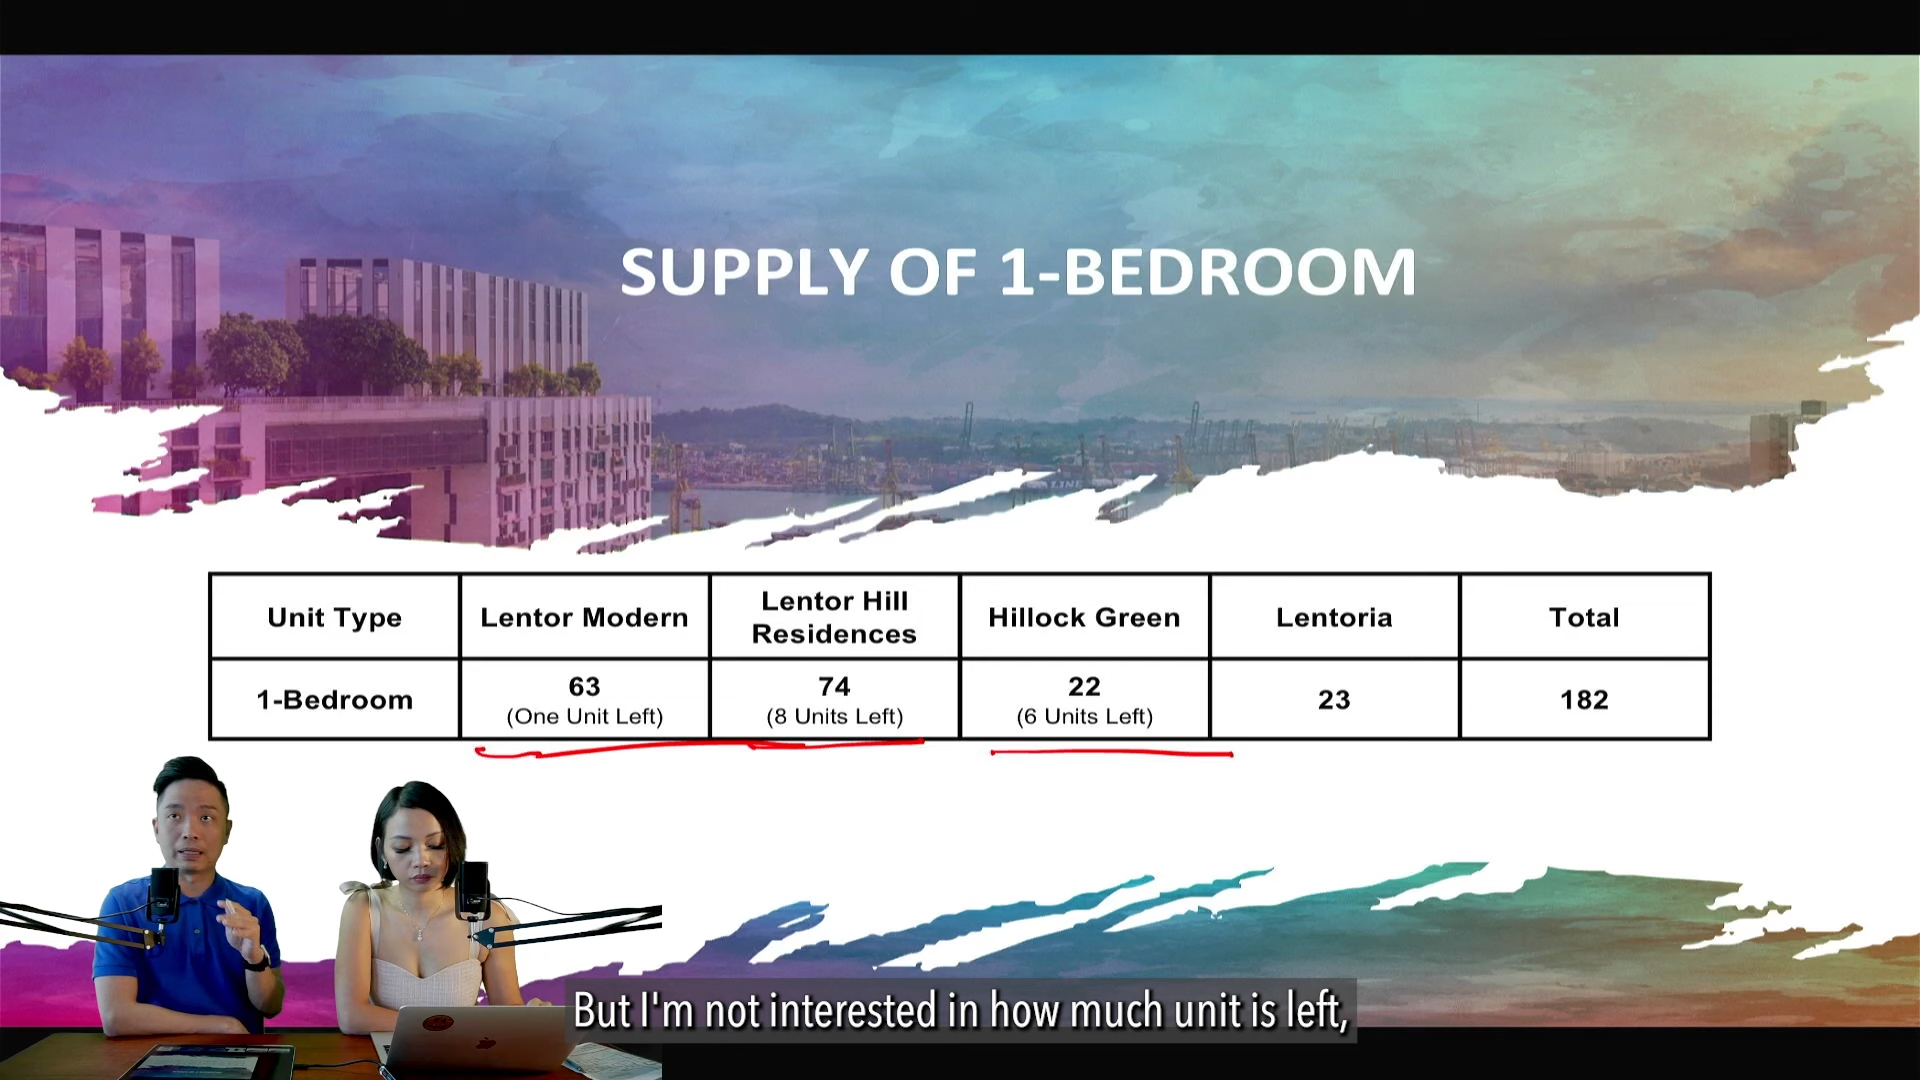 SUPPLY OF 1-BEDROOM
Unit Type
Lentor Modern
Lentor Hill
Residences
Hillock Green
Lentoria
Total
1-Bedroom
63
(One Unit Left)
74
(8 Units Left)
22
(6 Units Left)
23
182
But I'm not interested in how much unit is left,